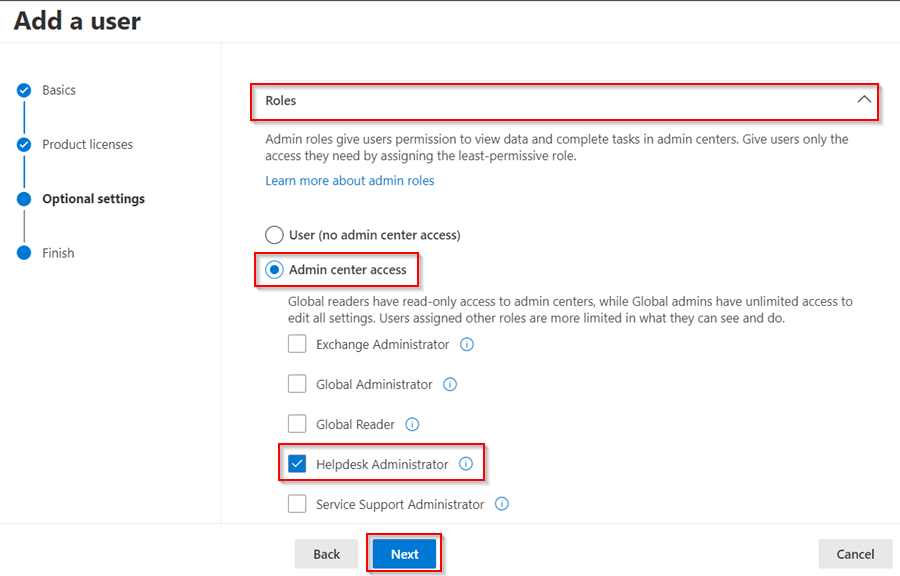 Add a user
Basics
Product licenses
Optional settings
Finish
Roles
Admin roles give users permission to view data and complete tasks in admin centers. Give users only the
access they need by assigning the least-permissive role.
Learn more about admin roles
User (no admin center access)
Admin center access
Global readers have read-only access to admin centers, while Global admins have unlimited access to
edit all settings. Users assigned other roles are more limited in what they can see and do.
Exchange Administrator
Global Administrator
Global Reader
Helpdesk Administrator
Service Support Administrator
Back
Next
Cancel